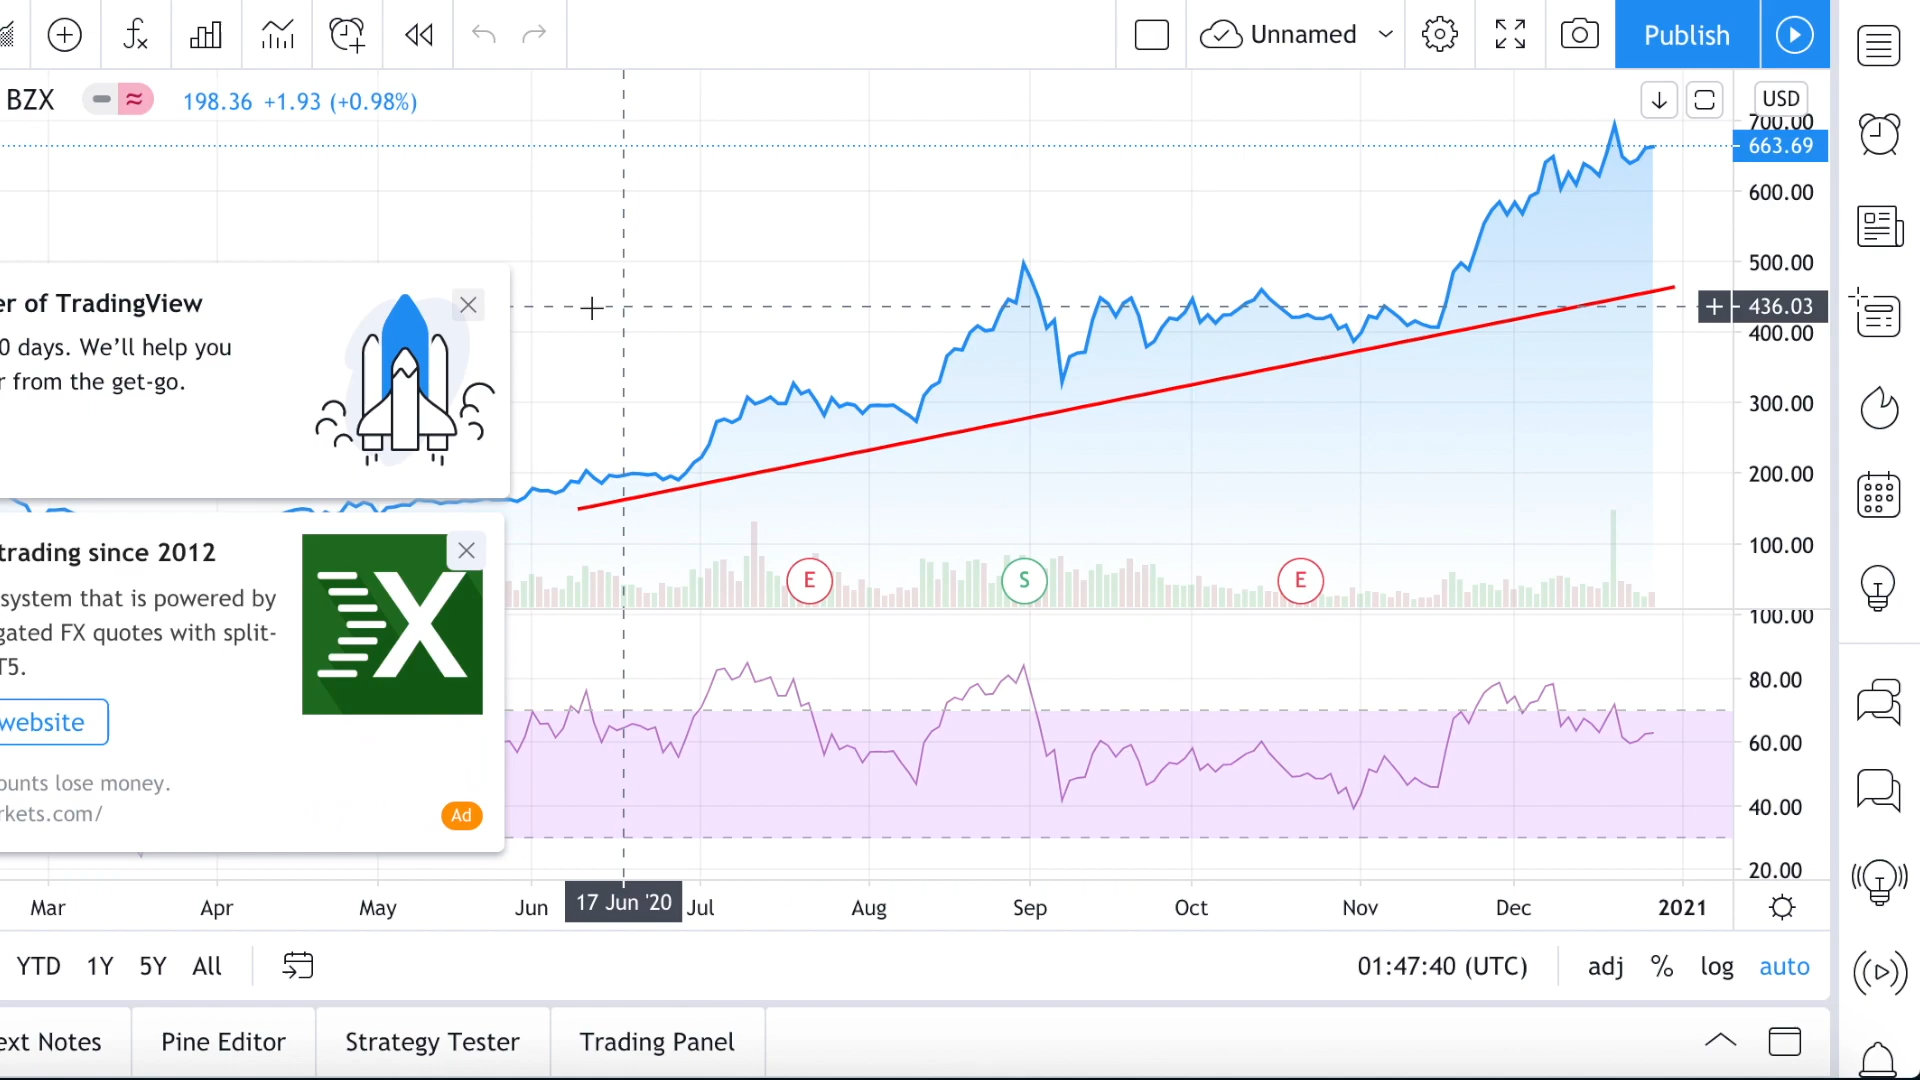 Unnamed
Publish
BZX
198.36 +1.93 (+0.98%)
USD
700.00
663.69
600.00
500.00
436.03
400.00
300.00
200.00
100.00
er of TradingView
0 days. We'll help you
r from the get-go.
trading since 2012
system that is powered by
gated FX quotes with split-
T5.
website
ounts lose money.
rkets.com/
Ad
X
E
S
E
100.00
80.00
60.00
40.00
20.00
Mar
Apr
May
Jun
17 Jun '20
Jul
Aug
Sep
Oct
Nov
Dec
2021
YTD 1Y 5Y All
01:47:40 (UTC)
adj % log auto
ext Notes
Pine Editor
Strategy Tester
Trading Panel